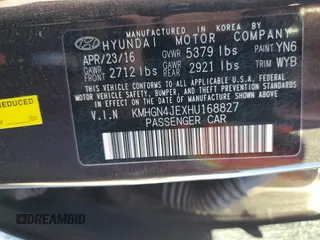 MANUFACTURED IN KOREA BY
HYUNDAI MOTOR COMPANY
APR/23/16 GVWR 5379 lbs PAINT YN6
GAWR FRONT 2712 lbs GAWR REAR 2921 lbs TRIM WYB
THIS VEHICLE CONFORMS TO ALL APPLICABLE
FEDERAL MOTOR VEHICLE SAFETY,
BUMPER, AND THEFT PREVENTION STANDARDS
IN EFFECT ON THE DATE OF MANUFACTURE
SHOWN ABOVE.
V.I.N KMHGN4JEXHU168827
PASSENGER CAR
REDUCED
© DREAMBID